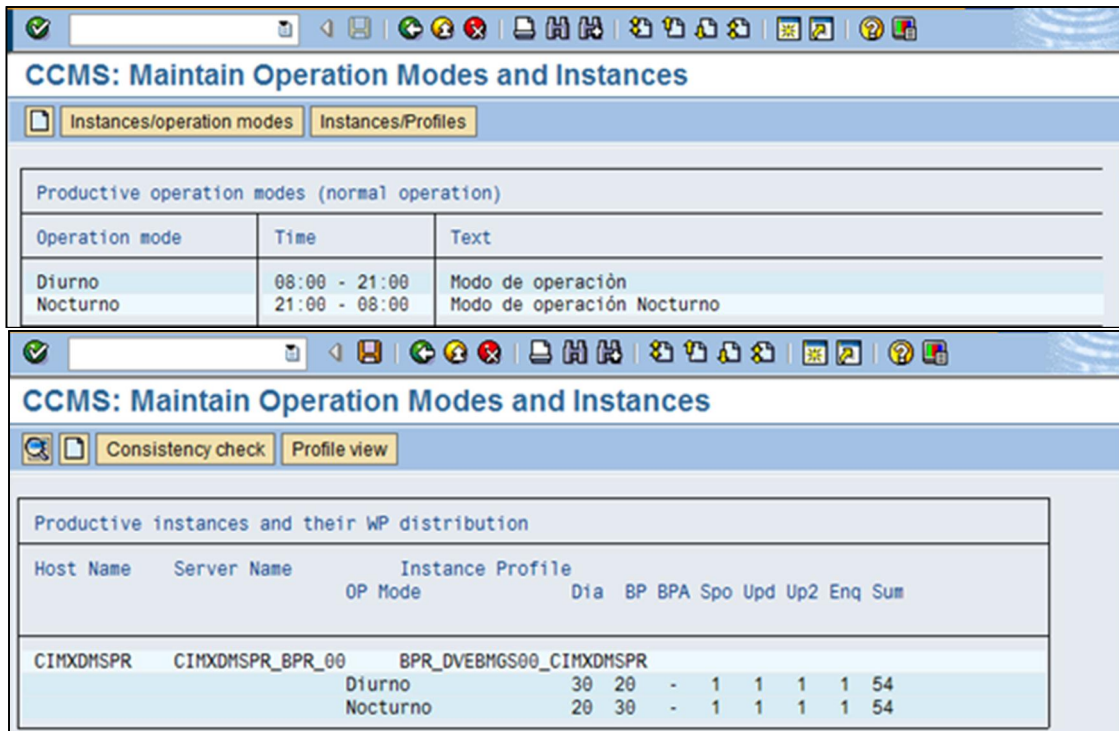 CCMS: Maintain Operation Modes and Instances
Instances/operation modes Instances/Profiles
Productive operation modes (normal operation)
Operation mode Time Text
Diurno 08:00 - 21:00 Modo de operaciòn
Nocturno 21:00 - 08:00 Modo de operación Nocturno
CCMS: Maintain Operation Modes and Instances
Consistency check Profile view
Productive instances and their WP distribution
Host Name Server Name Instance Profile
OP Mode Dia BP BPA Spo Upd Up2 Enq Sum
CIMXDMSPR CIMXDMSPR_BPR_00 BPR_DVEBMGS00_CIMXDMSPR
Diurno 30 20 - 1 1 1 1 54
Nocturno 20 30 - 1 1 1 1 54